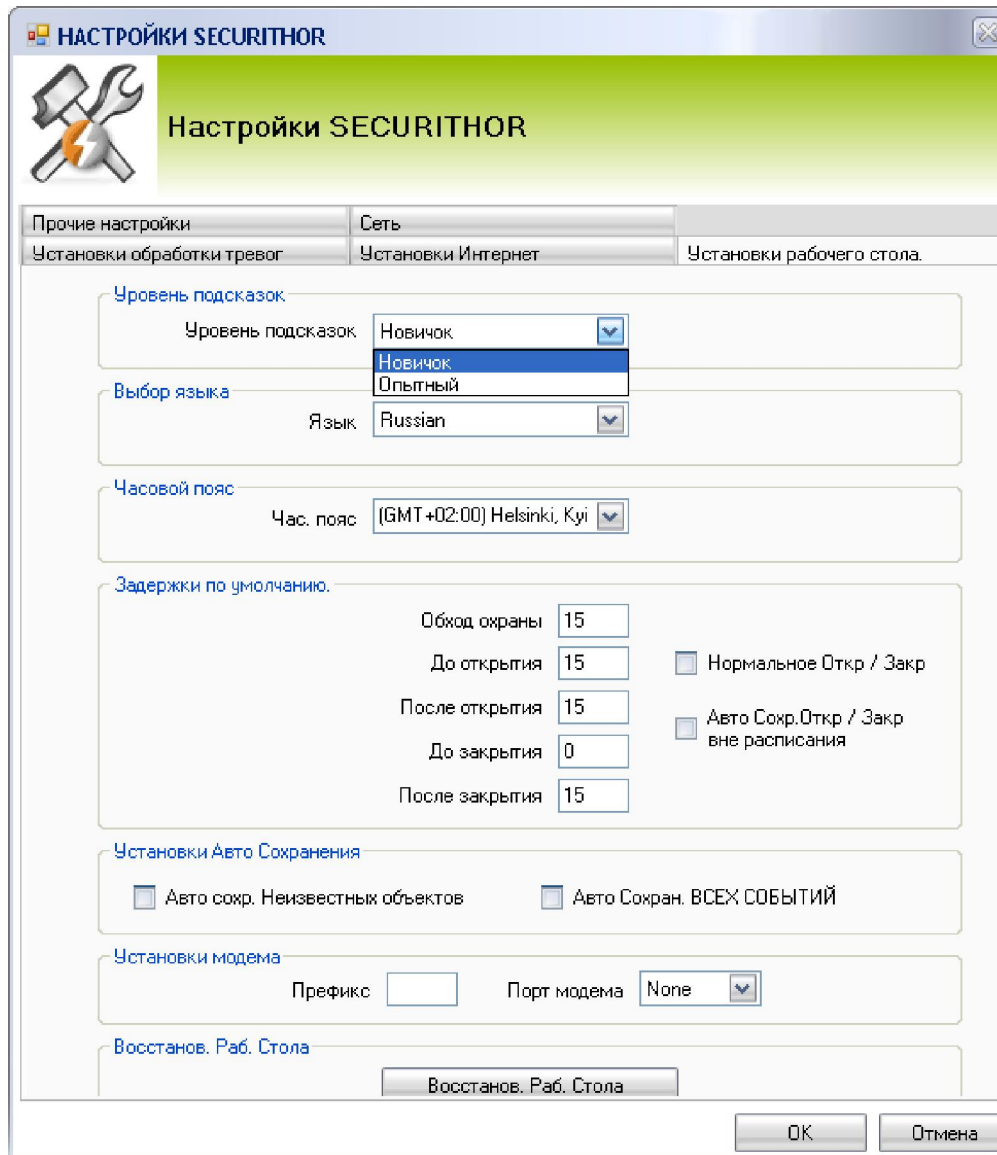 НАСТРОЙКИ SECURITHOR
Настройки SECURITHOR
Прочие настройки
Сеть
Установки обработки тревог
Установки Интернет
Установки рабочего стола.
Уровень подсказок
Уровень подсказок
Новичок
Новичок
Опытный
Выбор языка
Язык
Russian
Часовой пояс
Час. пояс
(GMT+02:00) Helsinki, Kyi
Задержки по умолчанию.
Обход охраны
15
До открытия
15
Нормальное Откр / Закр
После открытия
15
Авто Сохр.Откр / Закр
вне расписания
До закрытия
0
После закрытия
15
Установки Авто Сохранения
Авто сохр. Неизвестных объектов
Авто Сохран. ВСЕХ СОБЫТИЙ
Установки модема
Префикс
Порт модема
None
Восстанов. Раб. Стола
Восстанов. Раб. Стола
OK
Отмена